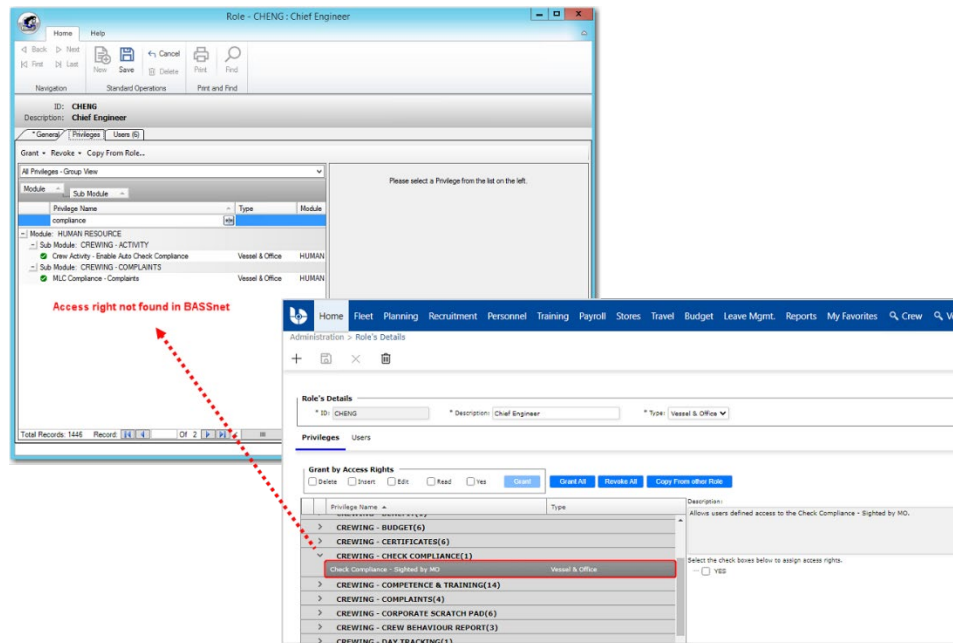 Role - CHENG : Chief Engineer
Home Help
Back Next
First Last
New Save Cancel Delete Print Find
Navigation Standard Operations Print and Find
ID: CHENG
Description: Chief Engineer
* General Privileges Users (6)
Grant Revoke Copy From Role...
All Privileges - Group View
Please select a Privilege from the list on the left.
Module
Sub Module
Privilege Name Type Module
compliance
Module: HUMAN RESOURCE
Sub Module: CREWING - ACTIVITY
Crew Activity - Enable Auto Check Compliance Vessel & Office HUMAN
Sub Module: CREWING - COMPLAINTS
MLC Compliance - Complaints Vessel & Office HUMAN
Access right not found in BASSnet
Total Records: 1446 Record: Of 2
Home Fleet Planning Recruitment Personnel Training Payroll Stores Travel Budget Leave Mgmt. Reports My Favorites Crew
Administration > Role's Details
Role's Details
* ID: CHENG * Description: Chief Engineer * Type: Vessel & Office
Privileges Users
Grant by Access Rights
Delete Insert Edit Read Yes Grant Grant All Revoke All Copy From other Role
Privilege Name Type
Description:
Allows users defined access to the Check Compliance - Sighted by MO.
CREWING - BUDGET(6)
CREWING - CERTIFICATES(6)
CREWING - CHECK COMPLIANCE(1)
Check Compliance - Sighted by MO Vessel & Office
Select the check boxes below to assign access rights.
YES
CREWING - COMPETENCE & TRAINING(14)
CREWING - COMPLAINTS(4)
CREWING - CORPORATE SCRATCH PAD(6)
CREWING - CREW BEHAVIOUR REPORT(3)
CREWING - DAY TRACKING(1)